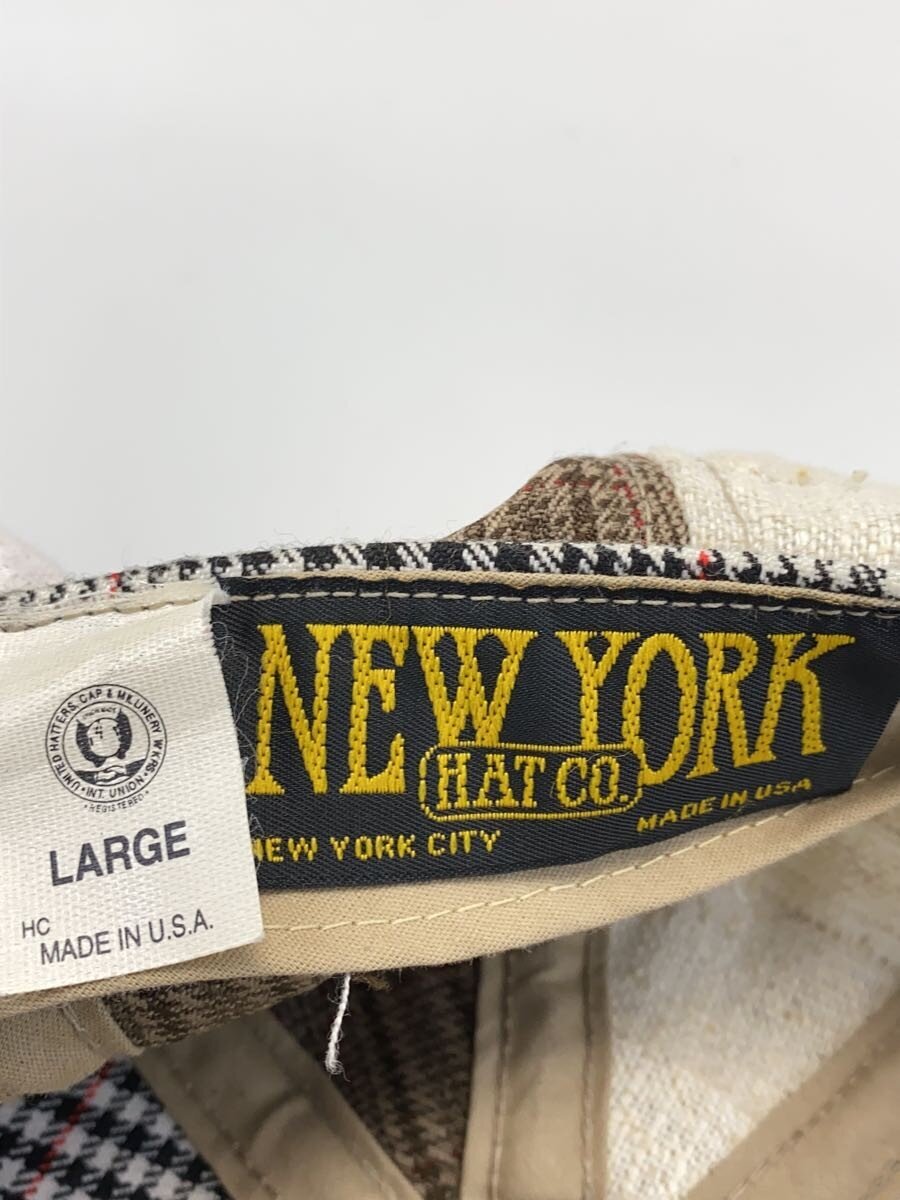 UNITED HATTERS, CAP & MILLINERY WKRS.
INT. UNION
REGISTERED
LARGE
HC
MADE IN U.S.A.
NEW YORK
HAT CO.
NEW YORK CITY
MADE IN USA